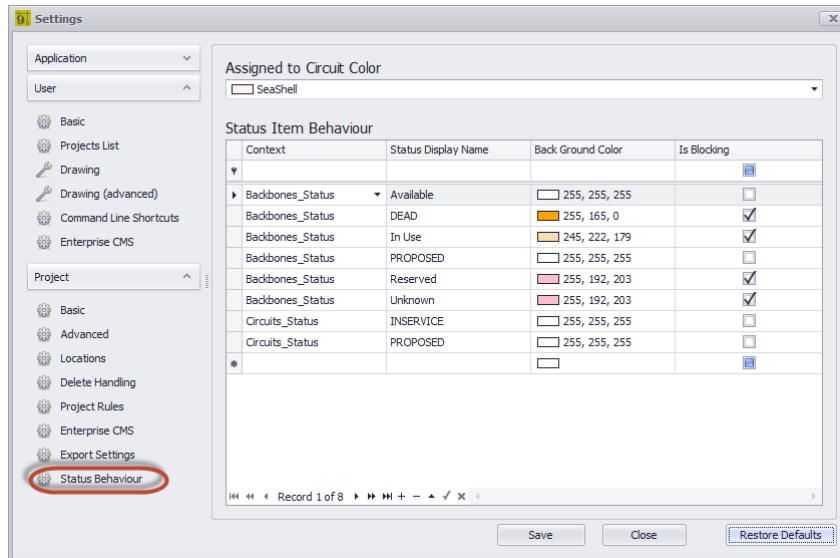 Settings
Application
User
Basic
Projects List
Drawing
Drawing (advanced)
Command Line Shortcuts
Enterprise CMS
Project
Basic
Advanced
Locations
Delete Handling
Project Rules
Enterprise CMS
Export Settings
Status Behaviour
Assigned to Circuit Color
SeaShell
Status Item Behaviour
Context Status Display Name Back Ground Color Is Blocking
Backbones_Status Available 255, 255, 255
Backbones_Status DEAD 255, 165, 0
Backbones_Status In Use 245, 222, 179
Backbones_Status PROPOSED 255, 255, 255
Backbones_Status Reserved 255, 192, 203
Backbones_Status Unknown 255, 192, 203
Circuits_Status INSERVICE 255, 255, 255
Circuits_Status PROPOSED 255, 255, 255
Record 1 of 8
Save Close Restore Defaults